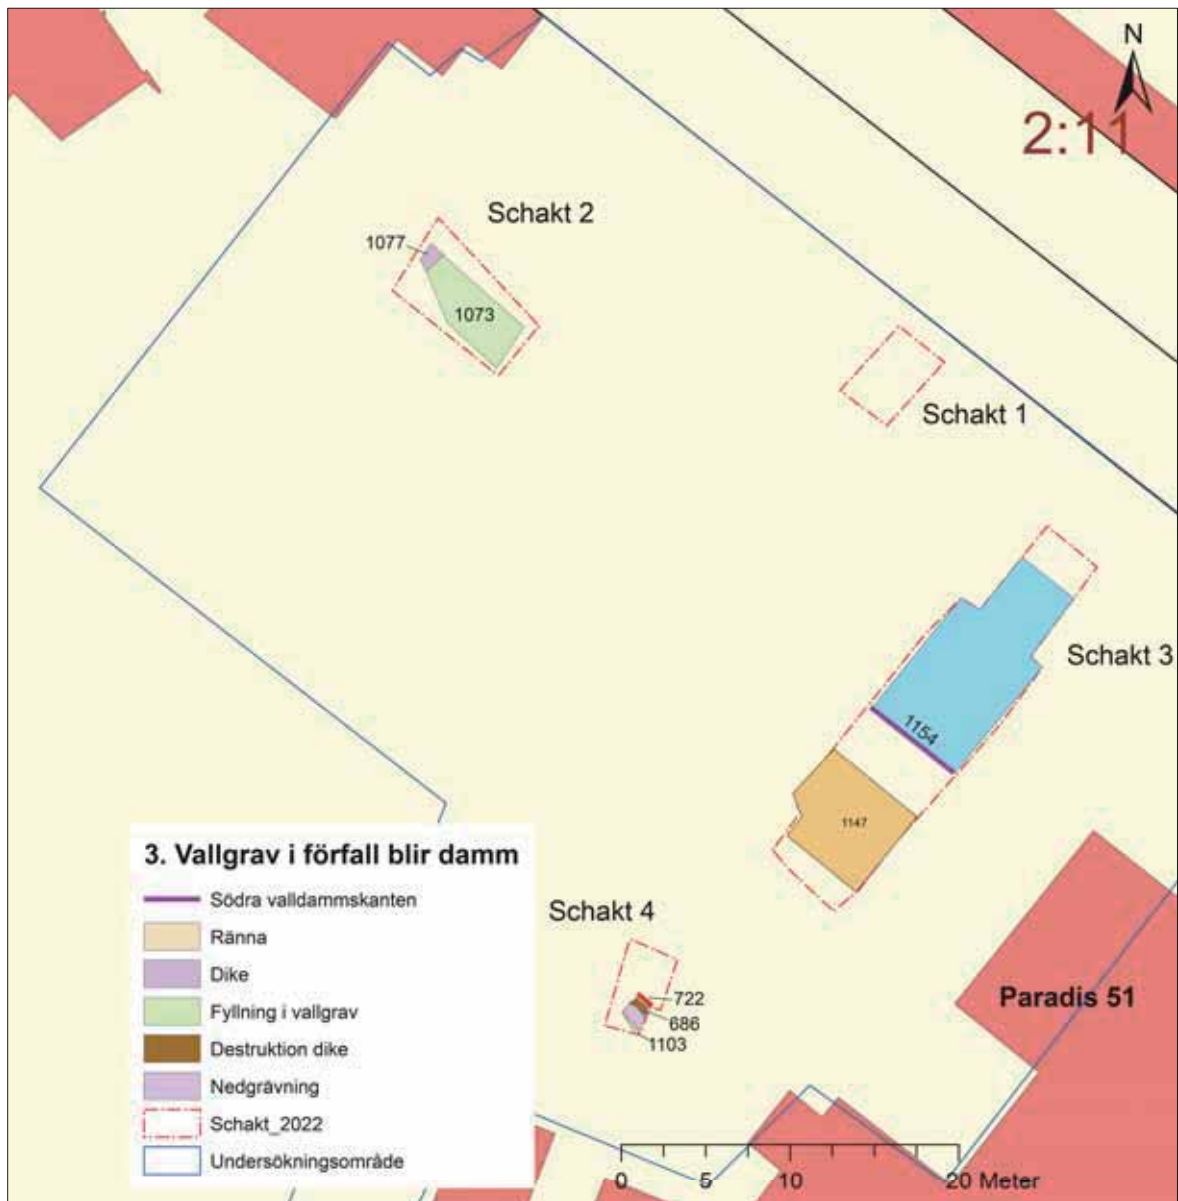 N
2:11
Schakt 2
1077
1073
Schakt 1
Schakt 3
1154
1147
3. Vallgrav i förfall blir damm
Södra valldammskanten
Ränna
Dike
Fyllning i vallgrav
Destruktion dike
Nedgrävning
Schakt_2022
Undersökningsområde
Schakt 4
722
686
1103
Paradis 51
0 5 10 20 Meter